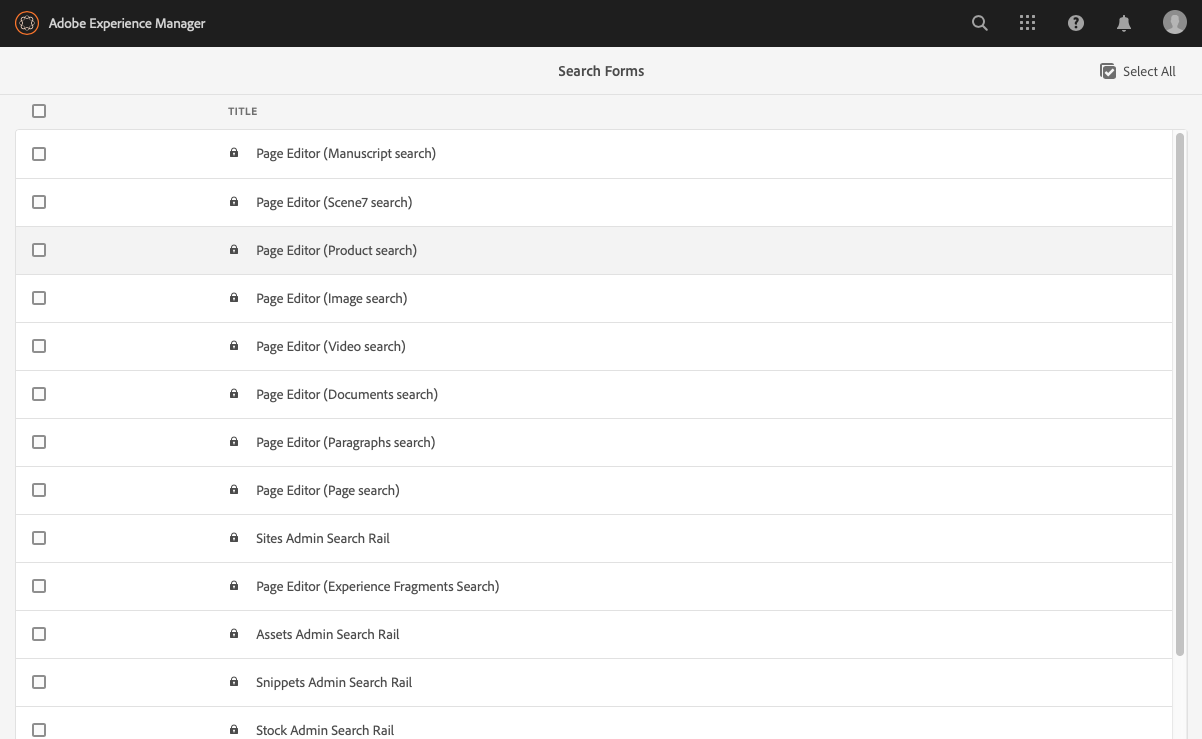 Adobe Experience Manager
Search Forms
Select All
TITLE
Page Editor (Manuscript search)
Page Editor (Scene7 search)
Page Editor (Product search)
Page Editor (Image search)
Page Editor (Video search)
Page Editor (Documents search)
Page Editor (Paragraphs search)
Page Editor (Page search)
Sites Admin Search Rail
Page Editor (Experience Fragments Search)
Assets Admin Search Rail
Snippets Admin Search Rail
Stock Admin Search Rail